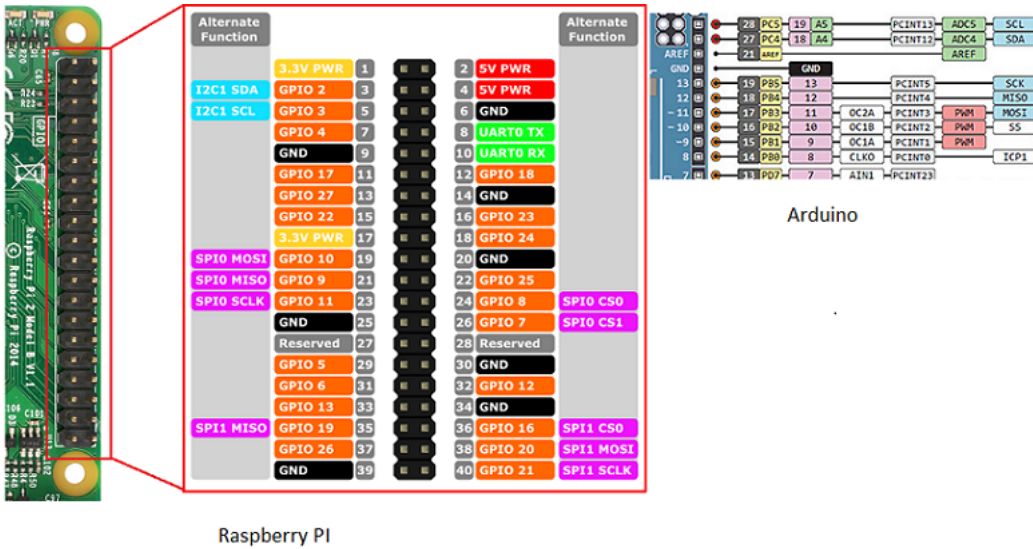 Alternate Function
Alternate Function
3.3V PWR 1 2 5V PWR
I2C1 SDA GPIO 2 3 4 5V PWR
I2C1 SCL GPIO 3 5 6 GND
GPIO 4 7 8 UART0 TX
GND 9 10 UART0 RX
GPIO 17 11 12 GPIO 18
GPIO 27 13 14 GND
GPIO 22 15 16 GPIO 23
3.3V PWR 17 18 GPIO 24
SPI0 MOSI GPIO 10 19 20 GND
SPI0 MISO GPIO 9 21 22 GPIO 25
SPI0 SCLK GPIO 11 23 24 GPIO 8 SPI0 CS0
GND 25 26 GPIO 7 SPI0 CS1
Reserved 27 28 Reserved
GPIO 5 29 30 GND
GPIO 6 31 32 GPIO 12
GPIO 13 33 34 GND
SPI1 MISO GPIO 19 35 36 GPIO 16 SPI1 CS0
GPIO 26 37 38 GPIO 20 SPI1 MOSI
GND 39 40 GPIO 21 SPI1 SCLK
ACT PWR
GPIO
Raspberry Pi 2 Model B V1.1
© Raspberry Pi 2014
C101
C97
Raspberry PI
28 PC5 19 A5 PCINT13 ADC5 SCL
27 PC4 18 A4 PCINT12 ADC4 SDA
AREF 21 AREF AREF
GND GND
13 19 PB5 13 PCINT5 SCK
12 18 PB4 12 PCINT4 MISO
~11 17 PB3 11 OC2A PCINT3 PWM MOSI
~10 16 PB2 10 OC1B PCINT2 PWM SS
~9 15 PB1 9 OC1A PCINT1 PWM
8 14 PB0 8 CLKO PCINT0 ICP1
7 13 PD7 7 AIN1 PCINT23
Arduino